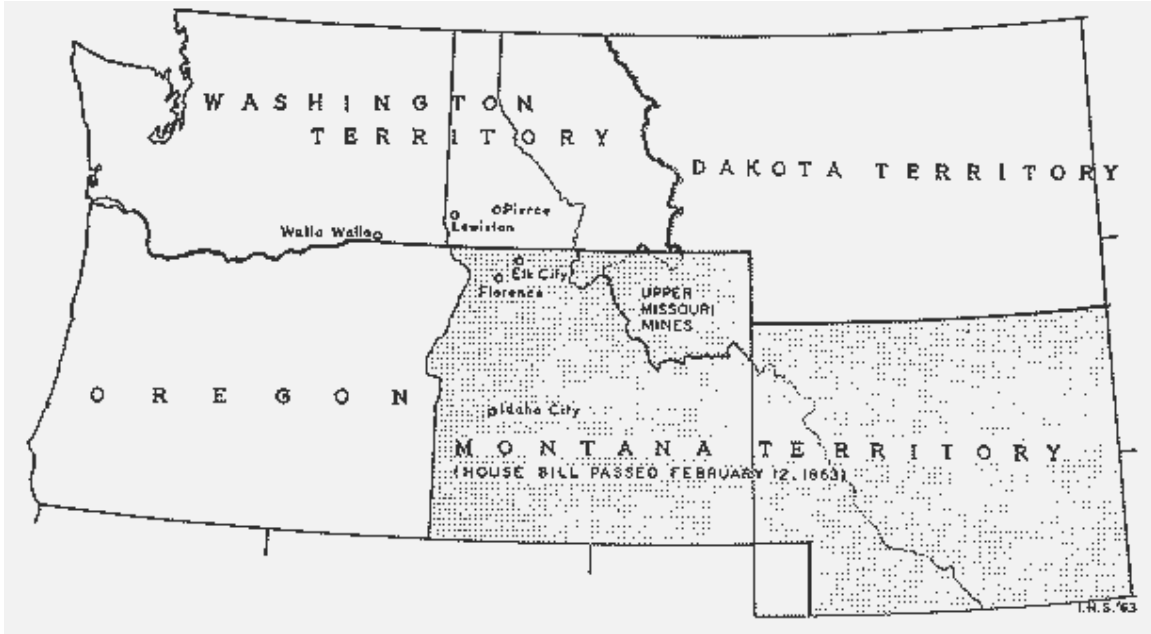 WASHINGTON
TERRITORY
DAKOTA TERRITORY
Pierce
Lewiston
Walla Walla
Elk City
Florence
UPPER
MISSOURI
MINES
OREGON
Idaho City
MONTANA TERRITORY
(HOUSE BILL PASSED FEBRUARY 12, 1863)
I.R.S.'63